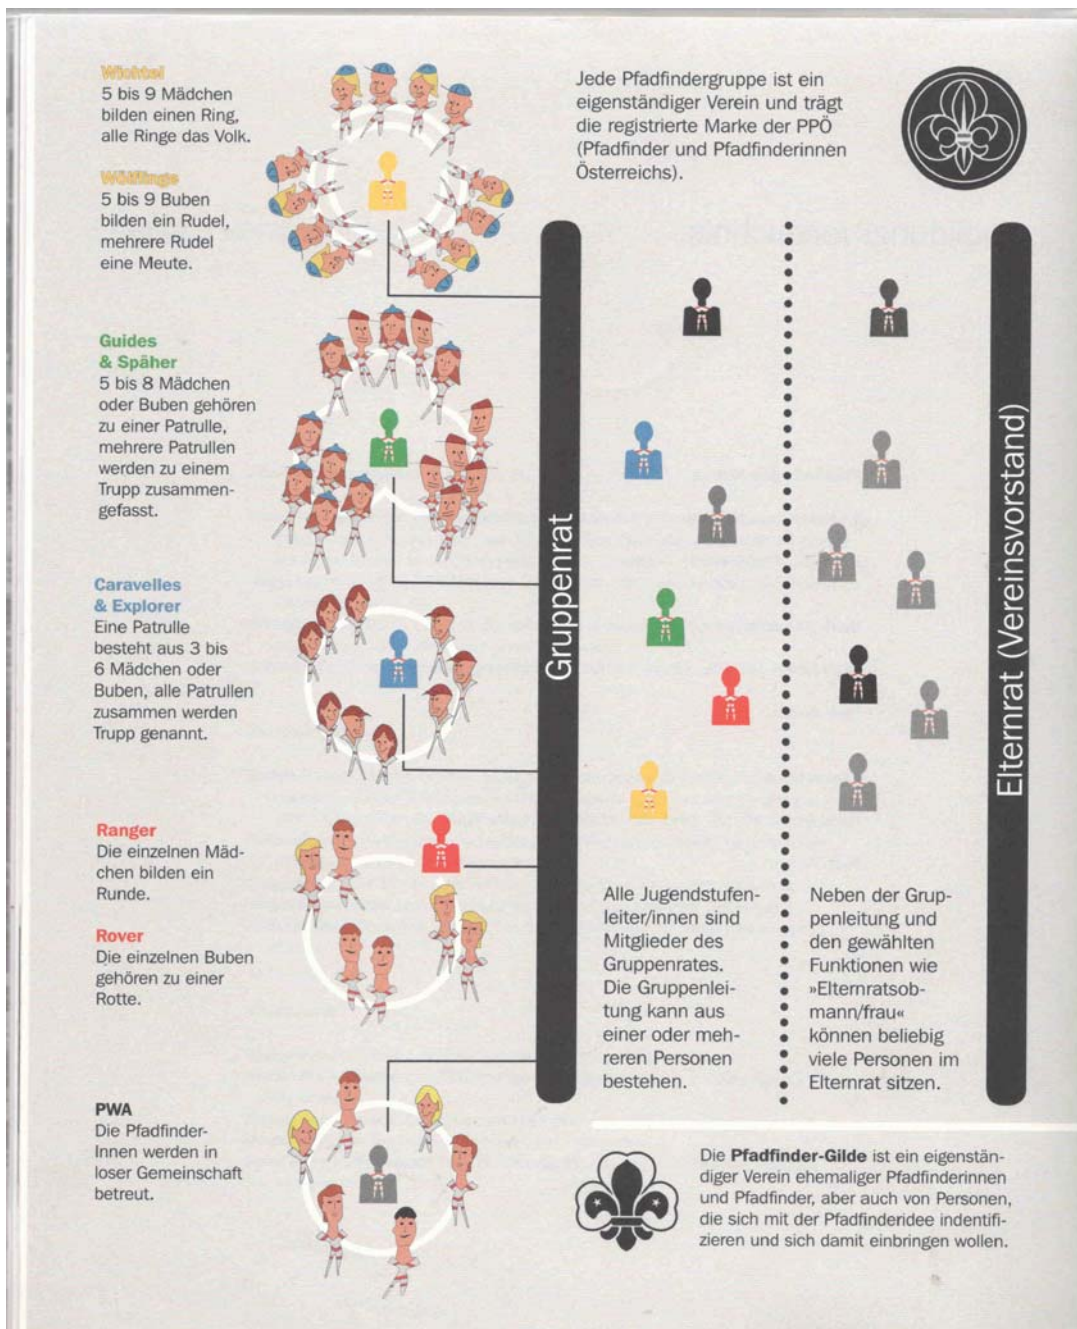 Wichtel
5 bis 9 Mädchen
bilden einen Ring,
alle Ringe das Volk.
Wölflinge
5 bis 9 Buben
bilden ein Rudel,
mehrere Rudel
eine Meute.
Guides
& Späher
5 bis 8 Mädchen
oder Buben gehören
zu einer Patrulle,
mehrere Patrullen
werden zu einem
Trupp zusammen-
gefasst.
Caravelles
& Explorer
Eine Patrulle
besteht aus 3 bis
6 Mädchen oder
Buben, alle Patrullen
zusammen werden
Trupp genannt.
Ranger
Die einzelnen Mäd-
chen bilden ein
Runde.
Rover
Die einzelnen Buben
gehören zu einer
Rotte.
PWA
Die Pfadfinder-
Innen werden in
loser Gemeinschaft
betreut.
Jede Pfadfindergruppe ist ein
eigenständiger Verein und trägt
die registrierte Marke der PPÖ
(Pfadfinder und Pfadfinderinnen
Österreichs).
Gruppenrat
Elternrat (Vereinsvorstand)
Alle Jugendstufen-
leiter/innen sind
Mitglieder des
Gruppenrates.
Die Gruppenlei-
tung kann aus
einer oder meh-
reren Personen
bestehen.
Neben der Grup-
penleitung und
den gewählten
Funktionen wie
»Elternratsob-
mann/frau«
können beliebig
viele Personen im
Elternrat sitzen.
Die Pfadfinder-Gilde ist ein eigenstän-
diger Verein ehemaliger Pfadfinderinnen
und Pfadfinder, aber auch von Personen,
die sich mit der Pfadfinderidee indentifi-
zieren und sich damit einbringen wollen.